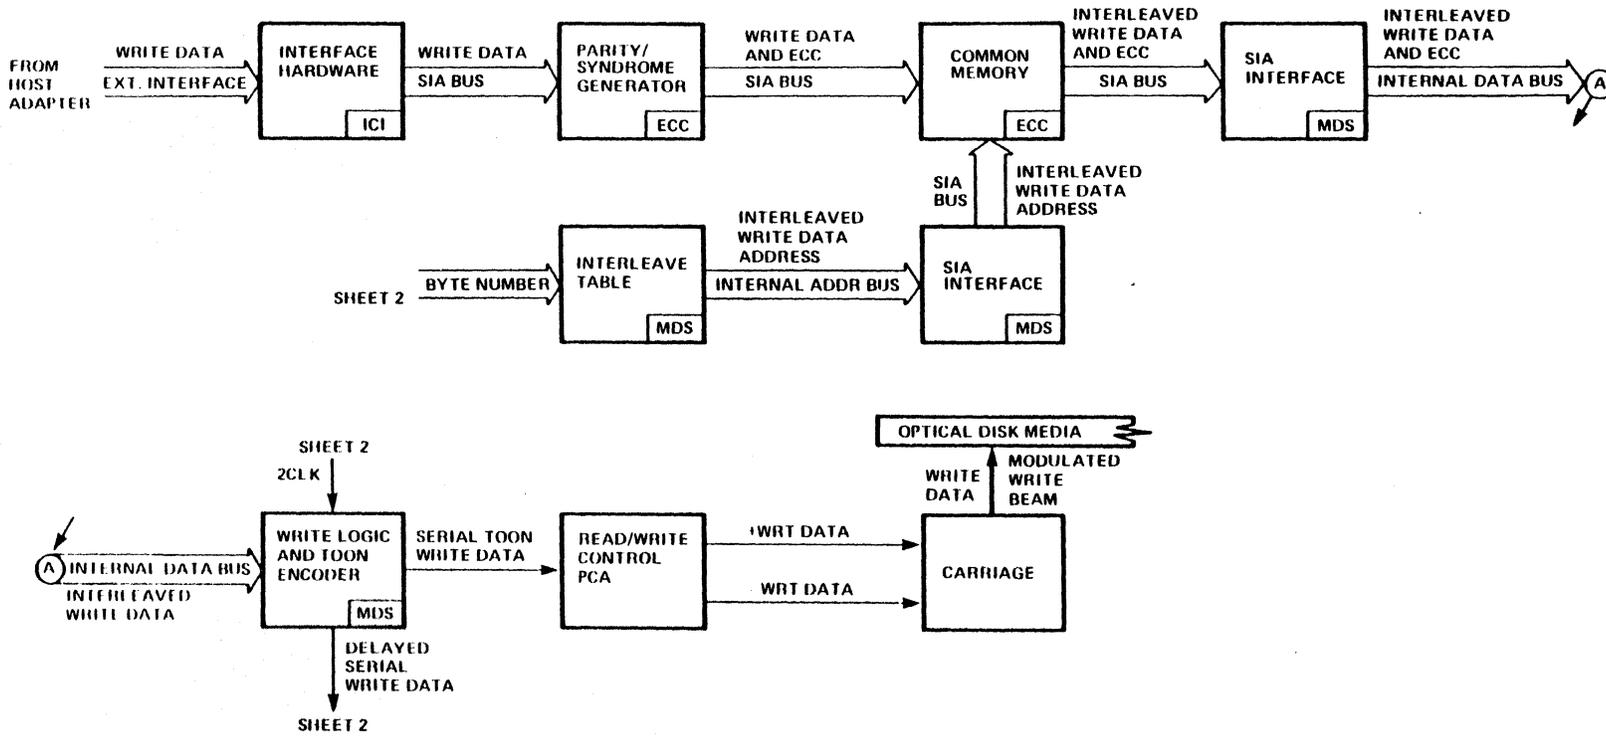 FROM
HOST
ADAPTER
WRITE DATA
EXT. INTERFACE
INTERFACE
HARDWARE
ICI
WRITE DATA
SIA BUS
PARITY/
SYNDROME
GENERATOR
ECC
WRITE DATA
AND ECC
SIA BUS
COMMON
MEMORY
ECC
INTERLEAVED
WRITE DATA
AND ECC
SIA BUS
SIA
INTERFACE
MDS
INTERLEAVED
WRITE DATA
AND ECC
INTERNAL DATA BUS
A
SIA
BUS
INTERLEAVED
WRITE DATA
ADDRESS
SHEET 2
BYTE NUMBER
INTERLEAVE
TABLE
MDS
INTERLEAVED
WRITE DATA
ADDRESS
INTERNAL ADDR BUS
SIA
INTERFACE
MDS
OPTICAL DISK MEDIA
WRITE
DATA
MODULATED
WRITE
BEAM
SHEET 2
2CLK
A
INTERNAL DATA BUS
INTERLEAVED
WRITE DATA
WRITE LOGIC
AND TOON
ENCODER
MDS
SERIAL TOON
WRITE DATA
READ/WRITE
CONTROL
PCA
+WRT DATA
WRT DATA
CARRIAGE
DELAYED
SERIAL
WRITE DATA
SHEET 2